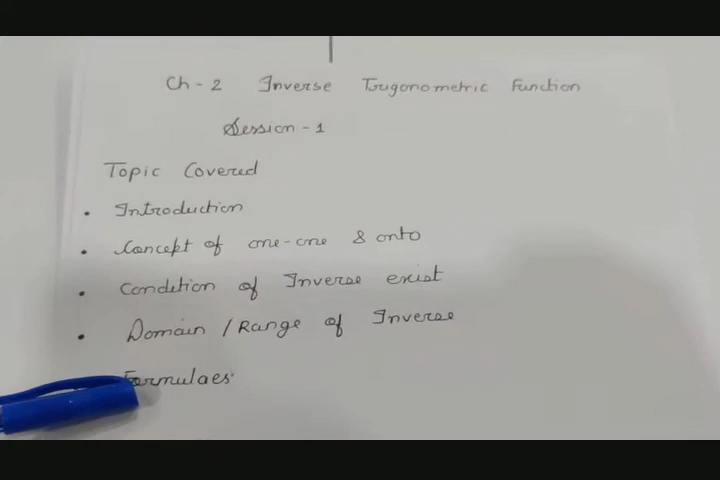 Ch - 2 Inverse Trigonometric Function
Session - 1
Topic Covered
• Introduction
• Concept of one-one & onto
• Condition of Inverse exist
• Domain / Range of Inverse
Formulaes